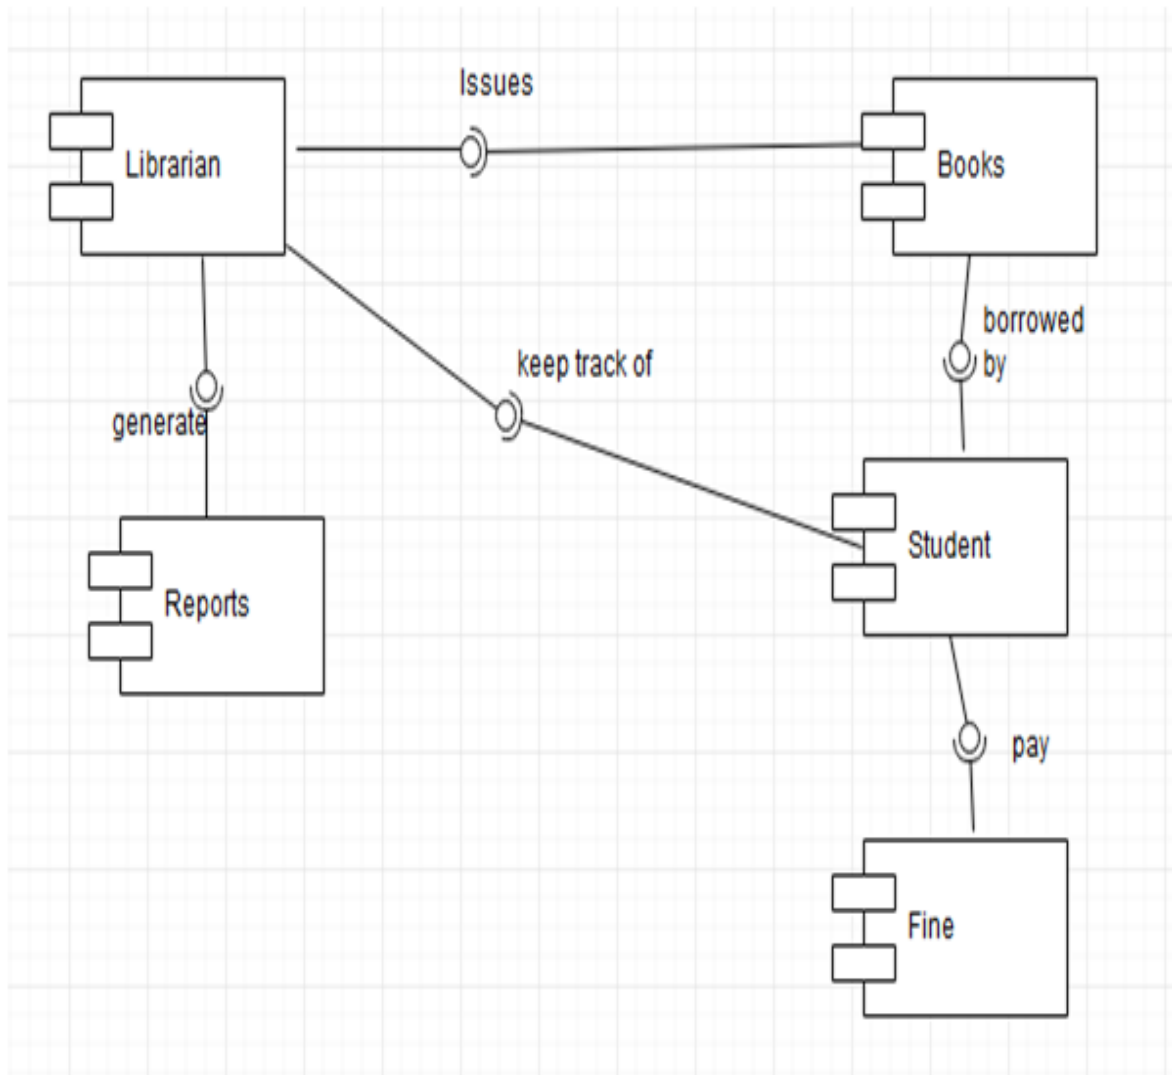 Issues
Librarian
Books
borrowed
by
keep track of
generate
Student
Reports
pay
Fine